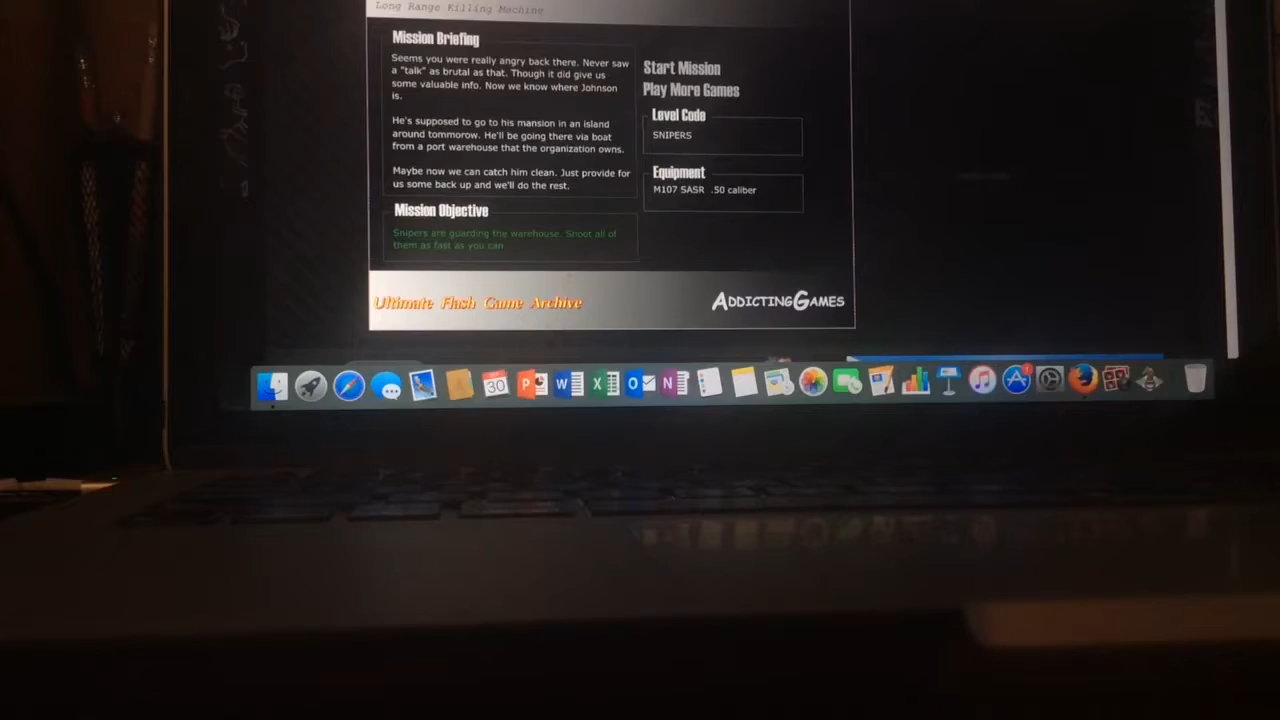 Long Range Killing Machine
Mission Briefing
Seems you were really angry back there. Never saw
a "talk" as brutal as that. Though it did give us
some valuable info. Now we know where Johnson
is.
He's supposed to go to his mansion in an island
around tommorow. He'll be going there via boat
from a port warehouse that the organization owns.
Maybe now we can catch him clean. Just provide for
us some back up and we'll do the rest.
Mission Objective
Snipers are guarding the warehouse. Shoot all of
them as fast as you can
Start Mission
Play More Games
Level Code
SNIPERS
Equipment
M107 SASR .50 caliber
Ultimate Flash Game Archive
ADDICTINGGAMES
30
P
W
X
O
N